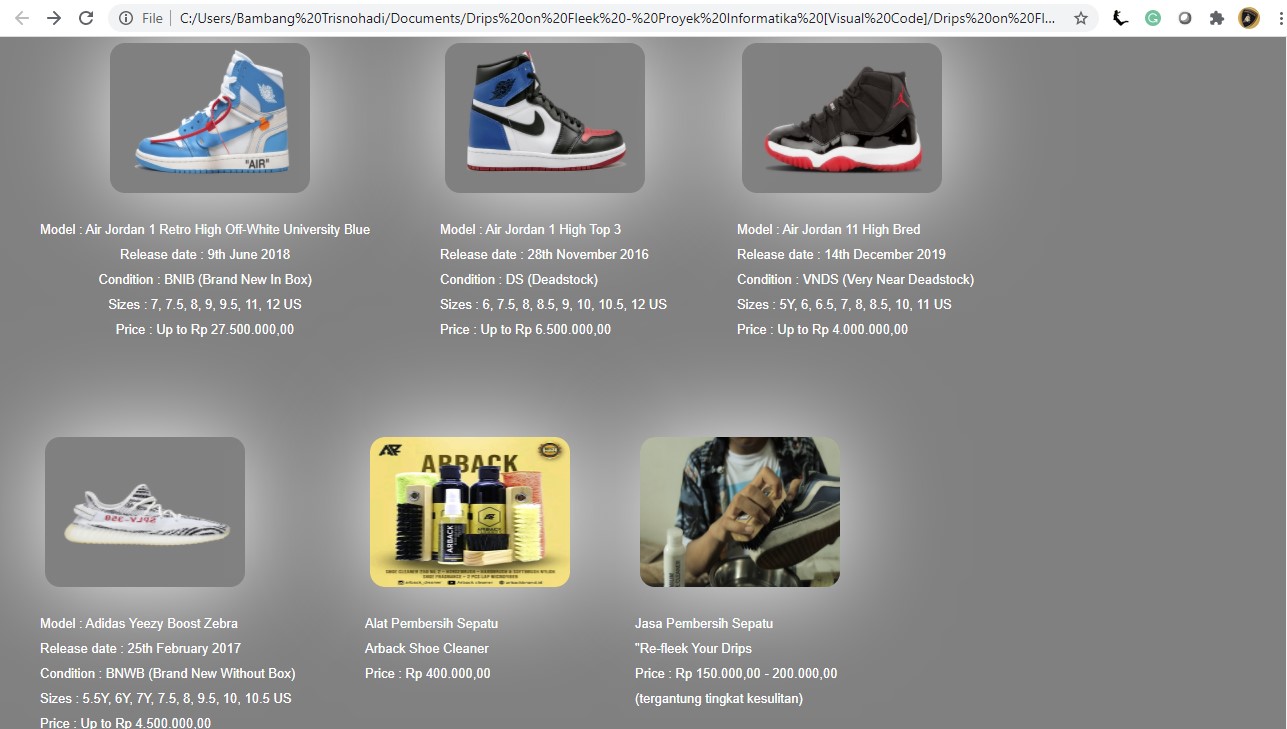 File
C:/Users/Bambang%20Trisnohadi/Documents/Drips%20on%20Fleek%20-%20Proyek%20Informatika%20[Visual%20Code]/Drips%20on%20Fl...
"AIR"
Model : Air Jordan 1 Retro High Off-White University Blue
Release date : 9th June 2018
Condition : BNIB (Brand New In Box)
Sizes : 7, 7.5, 8, 9, 9.5, 11, 12 US
Price : Up to Rp 27.500.000,00
Model : Air Jordan 1 High Top 3
Release date : 28th November 2016
Condition : DS (Deadstock)
Sizes : 6, 7.5, 8, 8.5, 9, 10, 10.5, 12 US
Price : Up to Rp 6.500.000,00
Model : Air Jordan 11 High Bred
Release date : 14th December 2019
Condition : VNDS (Very Near Deadstock)
Sizes : 5Y, 6, 6.5, 7, 8, 8.5, 10, 11 US
Price : Up to Rp 4.000.000,00
SPLY-350
ARBACK
ARBACK
Model : Adidas Yeezy Boost Zebra
Release date : 25th February 2017
Condition : BNWB (Brand New Without Box)
Sizes : 5.5Y, 6Y, 7Y, 7.5, 8, 9.5, 10, 10.5 US
Price : Up to Rp 4.500.000,00
Alat Pembersih Sepatu
Arback Shoe Cleaner
Price : Rp 400.000,00
Jasa Pembersih Sepatu
"Re-fleek Your Drips
Price : Rp 150.000,00 - 200.000,00
(tergantung tingkat kesulitan)